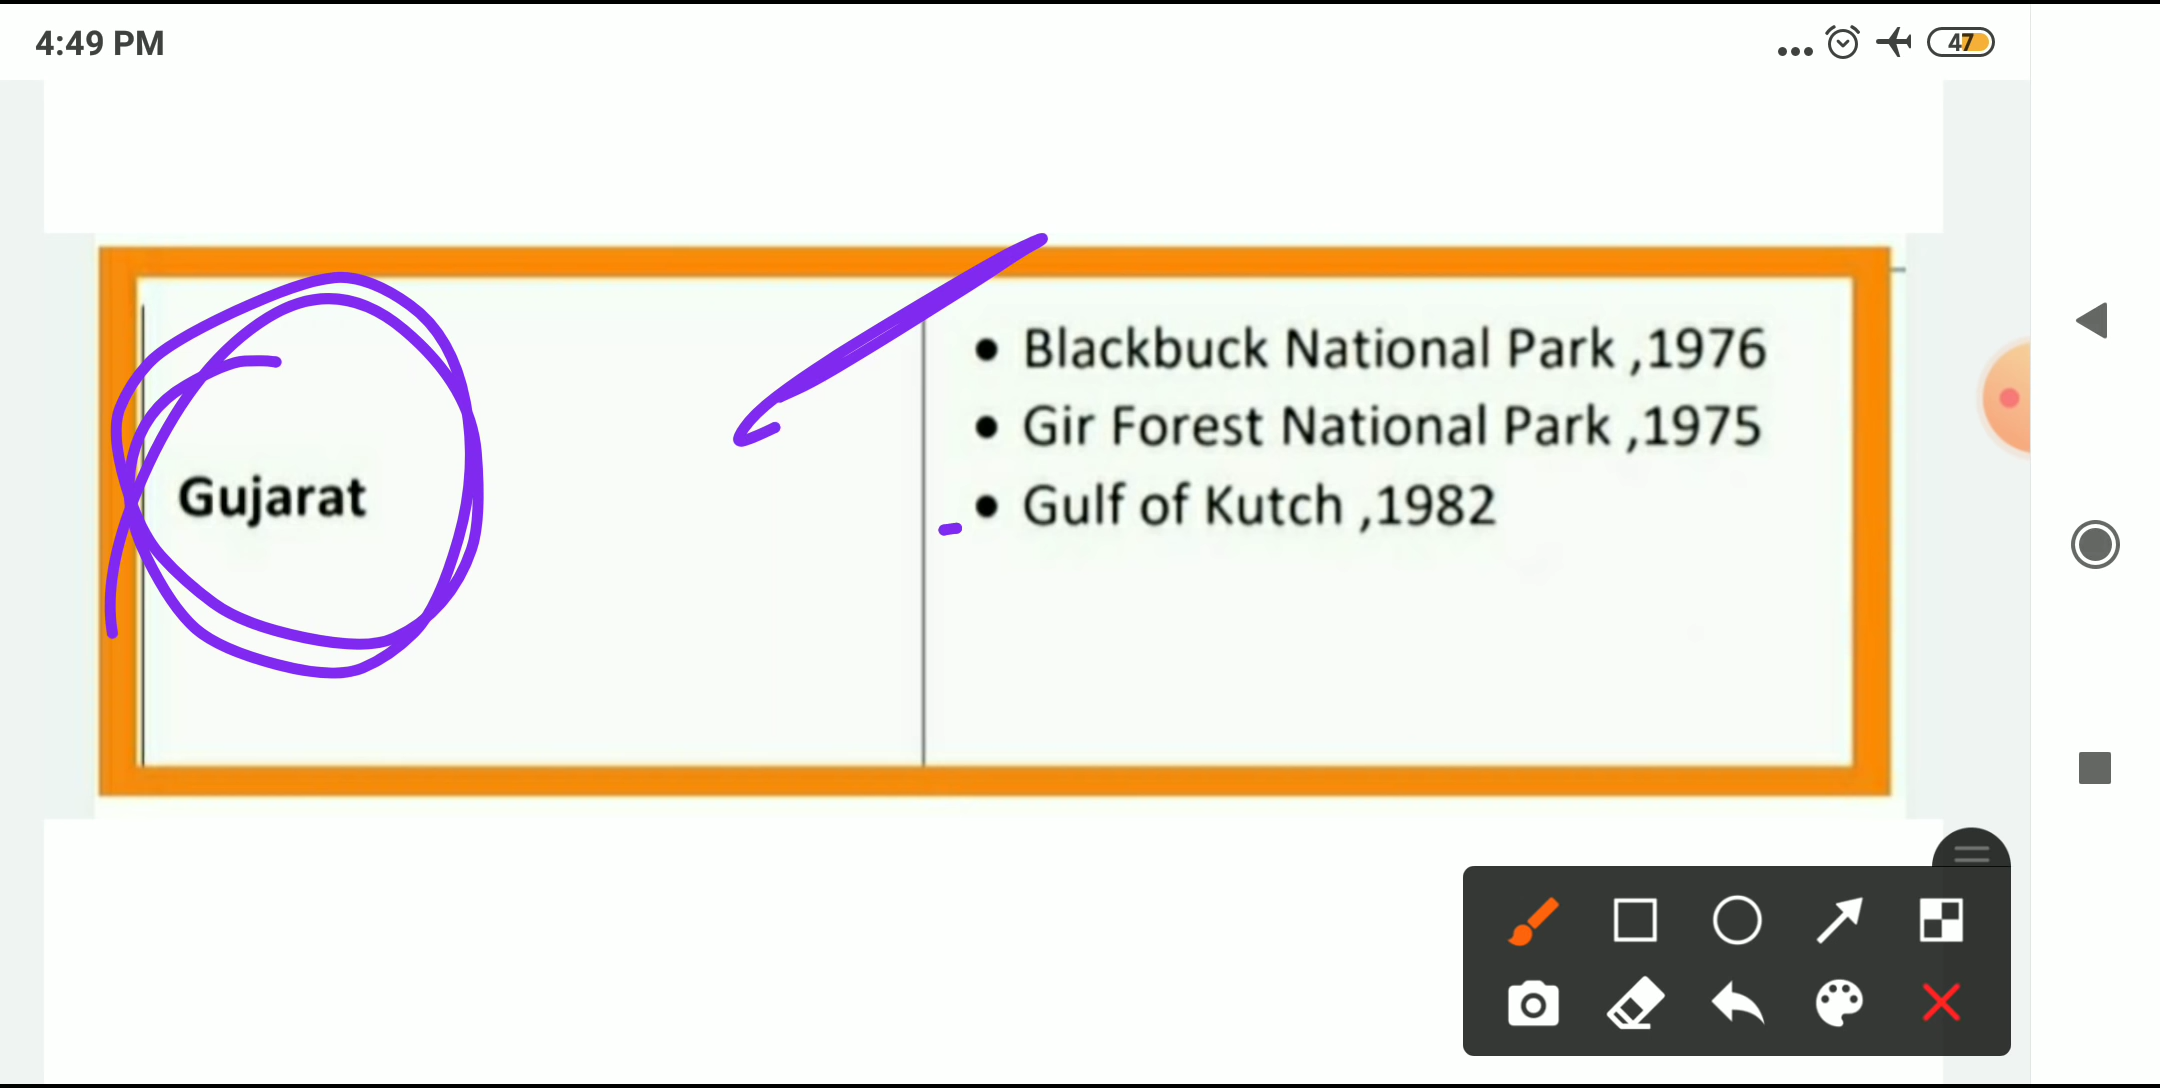 4:49 PM
47
Gujarat
• Blackbuck National Park ,1976
• Gir Forest National Park ,1975
• Gulf of Kutch ,1982